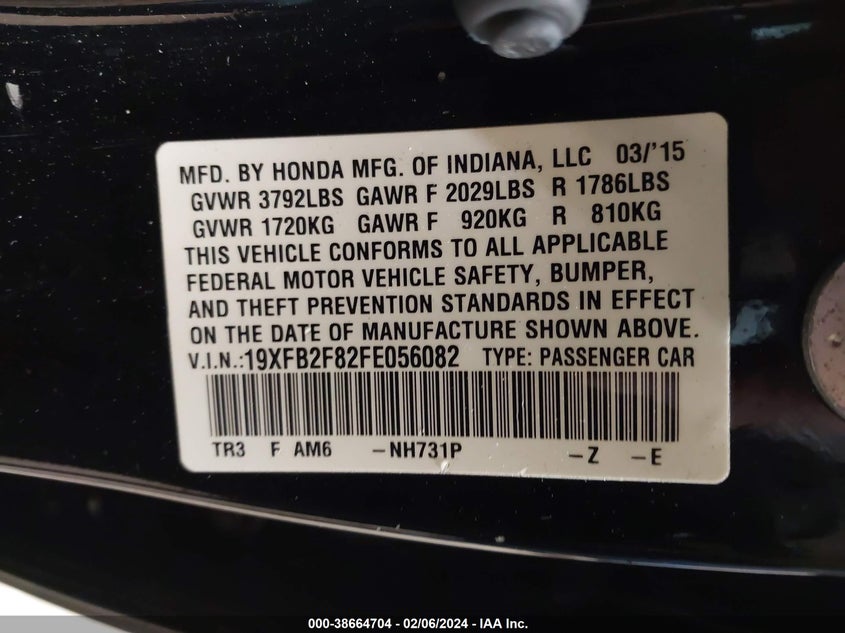 MFD. BY HONDA MFG. OF INDIANA, LLC 03/'15
GVWR 3792LBS GAWR F 2029LBS R 1786LBS
GVWR 1720KG GAWR F 920KG R 810KG
THIS VEHICLE CONFORMS TO ALL APPLICABLE
FEDERAL MOTOR VEHICLE SAFETY, BUMPER,
AND THEFT PREVENTION STANDARDS IN EFFECT
ON THE DATE OF MANUFACTURE SHOWN ABOVE.
V.I.N.:19XFB2F82FE056082 TYPE: PASSENGER CAR
TR3 F AM6 -NH731P -Z -E
000-38664704 - 02/06/2024 - IAA Inc.